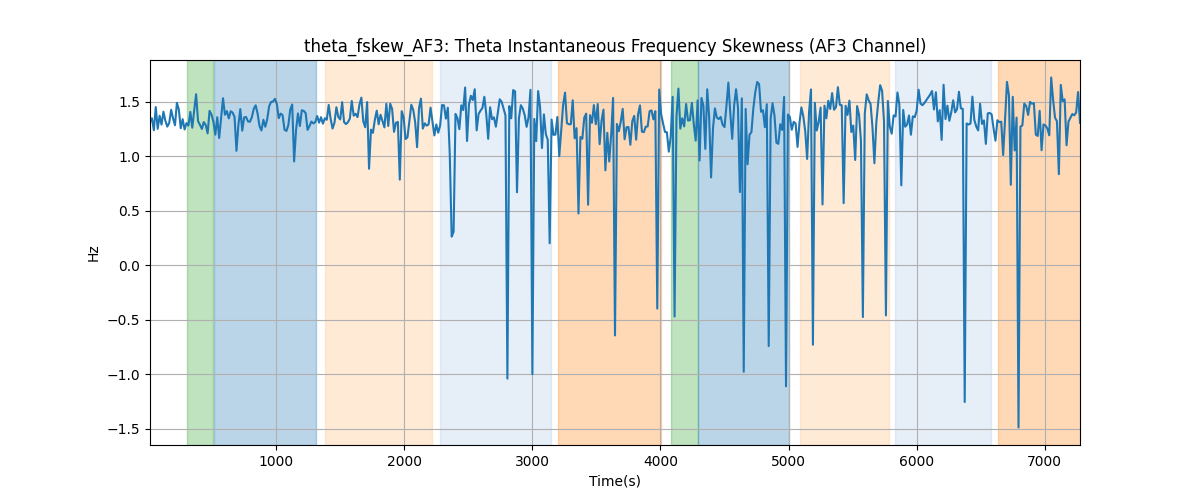 theta_fskew_AF3: Theta Instantaneous Frequency Skewness (AF3 Channel)
1.5
1.0
0.5
0.0
−0.5
−1.0
−1.5
Hz
1000 2000 3000 4000 5000 6000 7000
Time(s)